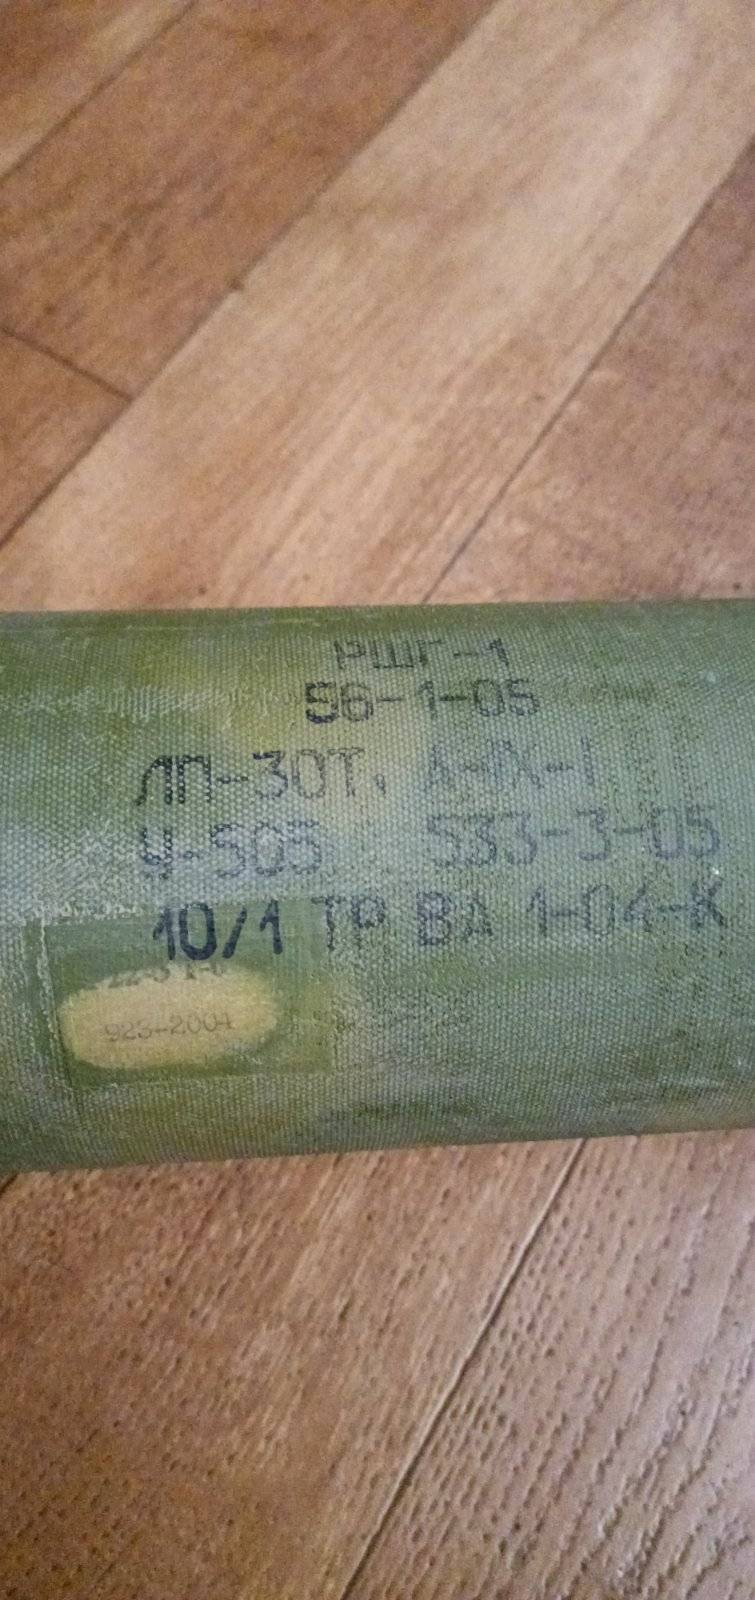 РШГ-1
56-1-05
ЛП-30Т, А-IX-1
У-505 533-3-05
10/1 ТР ВА 1-04-К
925-2004